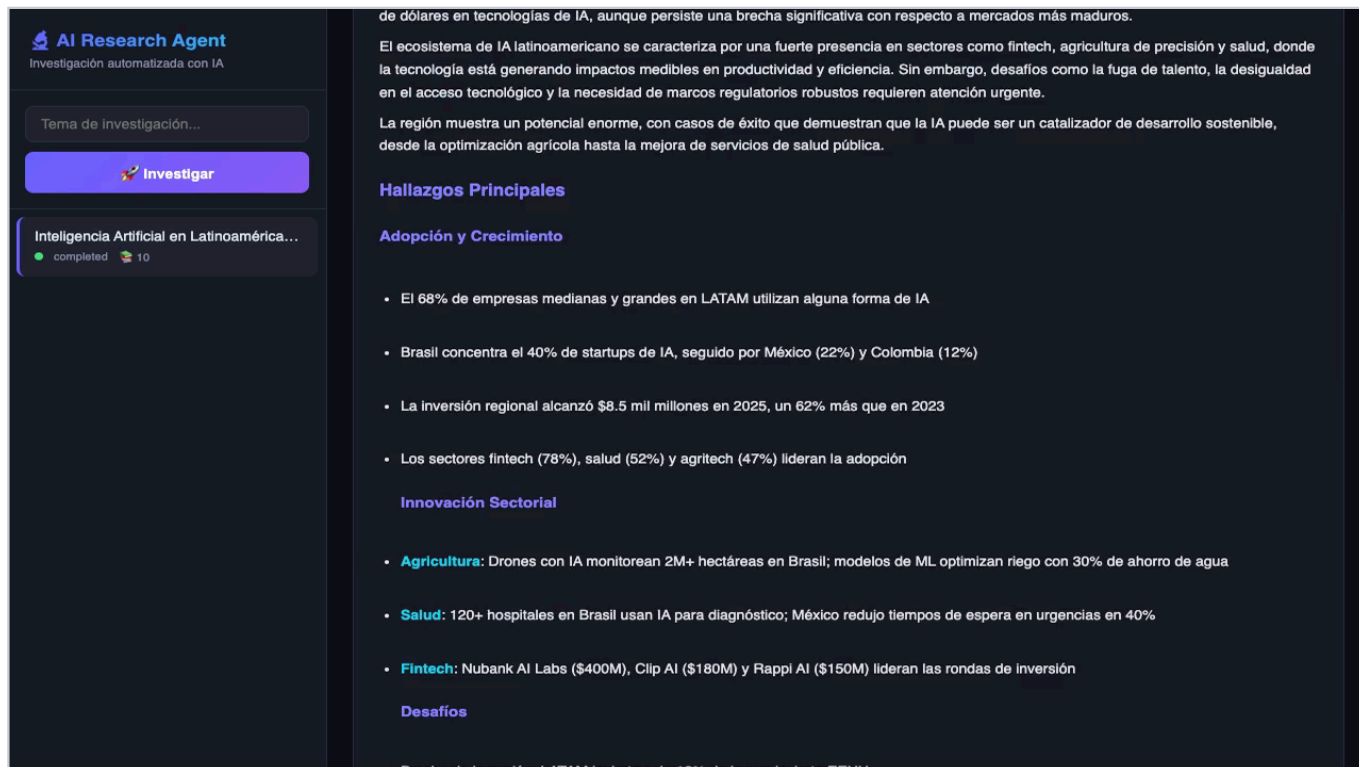 AI Research Agent
Investigación automatizada con IA
Tema de investigación...
Investigar
Inteligencia Artificial en Latinoamérica...
completed 10
de dólares en tecnologías de IA, aunque persiste una brecha significativa con respecto a mercados más maduros.
El ecosistema de IA latinoamericano se caracteriza por una fuerte presencia en sectores como fintech, agricultura de precisión y salud, donde
la tecnología está generando impactos medibles en productividad y eficiencia. Sin embargo, desafíos como la fuga de talento, la desigualdad
en el acceso tecnológico y la necesidad de marcos regulatorios robustos requieren atención urgente.
La región muestra un potencial enorme, con casos de éxito que demuestran que la IA puede ser un catalizador de desarrollo sostenible,
desde la optimización agrícola hasta la mejora de servicios de salud pública.
Hallazgos Principales
Adopción y Crecimiento
• El 68% de empresas medianas y grandes en LATAM utilizan alguna forma de IA
• Brasil concentra el 40% de startups de IA, seguido por México (22%) y Colombia (12%)
• La inversión regional alcanzó $8.5 mil millones en 2025, un 62% más que en 2023
• Los sectores fintech (78%), salud (52%) y agritech (47%) lideran la adopción
Innovación Sectorial
• Agricultura: Drones con IA monitorean 2M+ hectáreas en Brasil; modelos de ML optimizan riego con 30% de ahorro de agua
• Salud: 120+ hospitales en Brasil usan IA para diagnóstico; México redujo tiempos de espera en urgencias en 40%
• Fintech: Nubank AI Labs ($400M), Clip AI ($180M) y Rappi AI ($150M) lideran las rondas de inversión
Desafíos